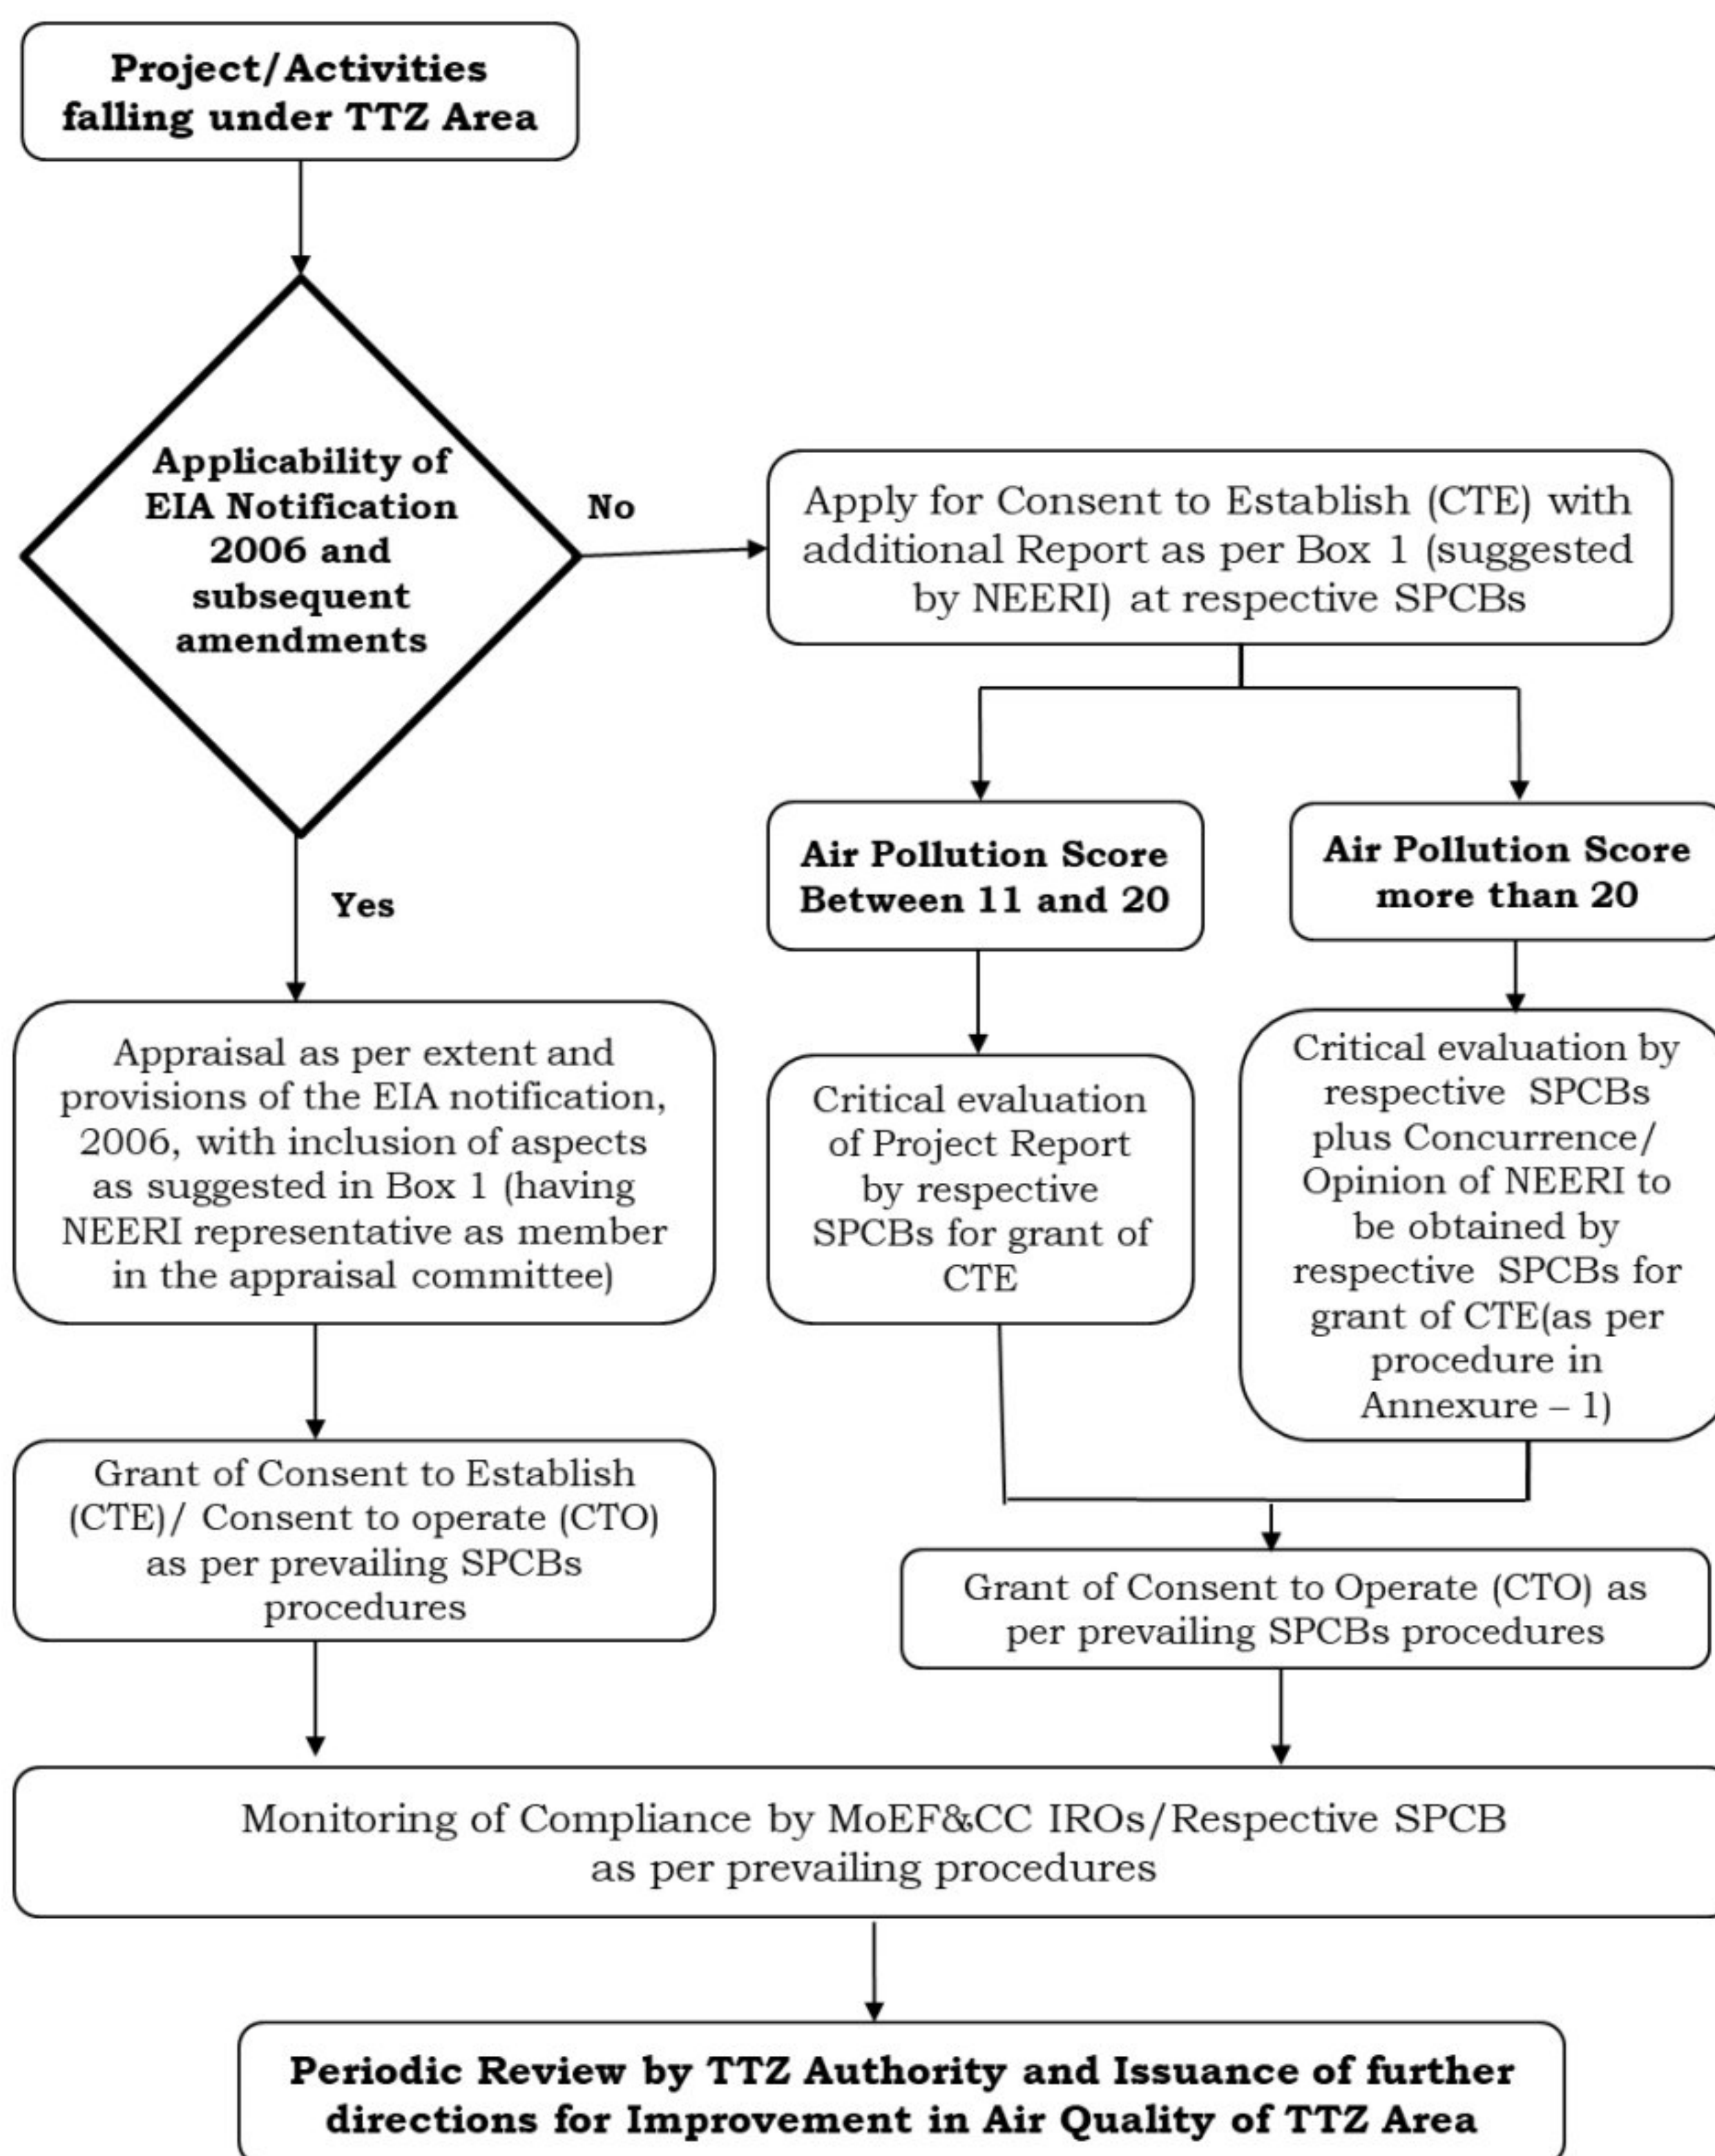 Project/Activities
falling under TTZ Area
Applicability of
EIA Notification
2006 and
subsequent
amendments
No
Apply for Consent to Establish (CTE) with
additional Report as per Box 1 (suggested
by NEERI) at respective SPCBs
Yes
Air Pollution Score
Between 11 and 20
Air Pollution Score
more than 20
Appraisal as per extent and
provisions of the EIA notification,
2006, with inclusion of aspects
as suggested in Box 1 (having
NEERI representative as member
in the appraisal committee)
Critical evaluation
of Project Report
by respective
SPCBs for grant of
CTE
Critical evaluation by
respective SPCBs
plus Concurrence/
Opinion of NEERI to
be obtained by
respective SPCBs for
grant of CTE(as per
procedure in
Annexure – 1)
Grant of Consent to Establish
(CTE)/ Consent to operate (CTO)
as per prevailing SPCBs
procedures
Grant of Consent to Operate (CTO) as
per prevailing SPCBs procedures
Monitoring of Compliance by MoEF&CC IROs/Respective SPCB
as per prevailing procedures
Periodic Review by TTZ Authority and Issuance of further
directions for Improvement in Air Quality of TTZ Area